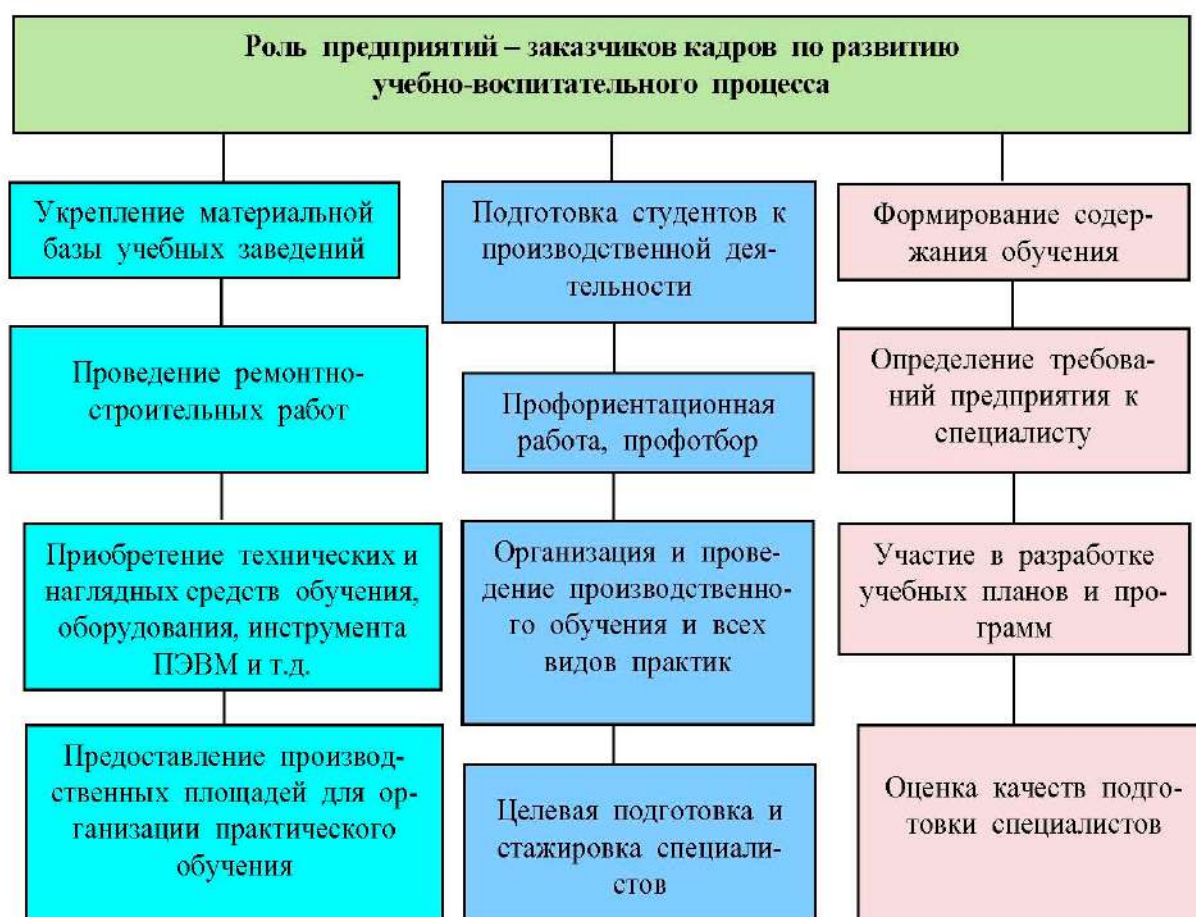 Роль предприятий – заказчиков кадров по развитию
учебно-воспитательного процесса
Укрепление материальной
базы учебных заведений
Проведение ремонтно-
строительных работ
Приобретение технических и
наглядных средств обучения,
оборудования, инструмента
ПЭВМ и т.д.
Предоставление производ-
ственных площадей для ор-
ганизации практического
обучения
Подготовка студентов к
производственной дея-
тельности
Профориентационная
работа, профотбор
Организация и прове-
дение производственно-
го обучения и всех
видов практик
Целевая подготовка и
стажировка специали-
стов
Формирование содер-
жания обучения
Определение требова-
ний предприятия к
специалисту
Участие в разработке
учебных планов и про-
грамм
Оценка качеств подго-
товки специалистов